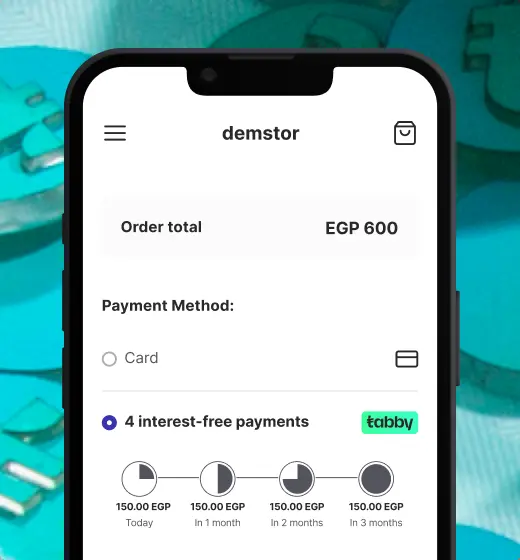 demstor
Order total EGP 600
Payment Method:
Card
4 interest-free payments tabby
150.00 EGP 150.00 EGP 150.00 EGP 150.00 EGP
Today In 1 month In 2 months In 3 months